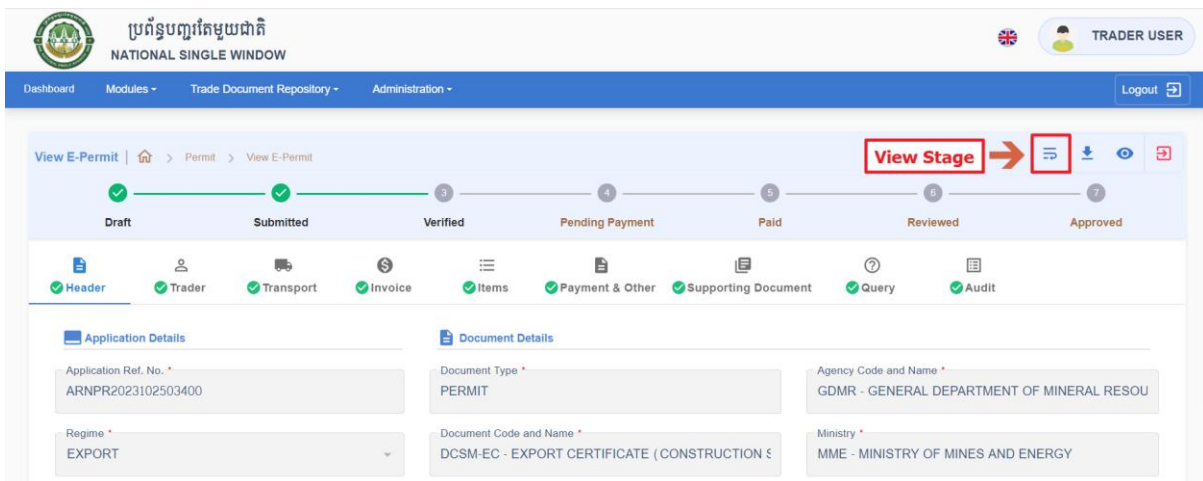 ប្រព័ន្ធបញ្ជរតែមួយជាតិ
NATIONAL SINGLE WINDOW
TRADER USER
Dashboard Modules Trade Document Repository Administration Logout
View E-Permit | > Permit > View E-Permit
View Stage
3 4 5 6 7
Draft Submitted Verified Pending Payment Paid Reviewed Approved
Header Trader Transport Invoice Items Payment & Other Supporting Document Query Audit
Application Details Document Details
Application Ref. No. * Document Type * Agency Code and Name *
ARNPR2023102503400 PERMIT GDMR - GENERAL DEPARTMENT OF MINERAL RESOU
Regime * Document Code and Name * Ministry *
EXPORT DCSM-EC - EXPORT CERTIFICATE (CONSTRUCTION S MME - MINISTRY OF MINES AND ENERGY